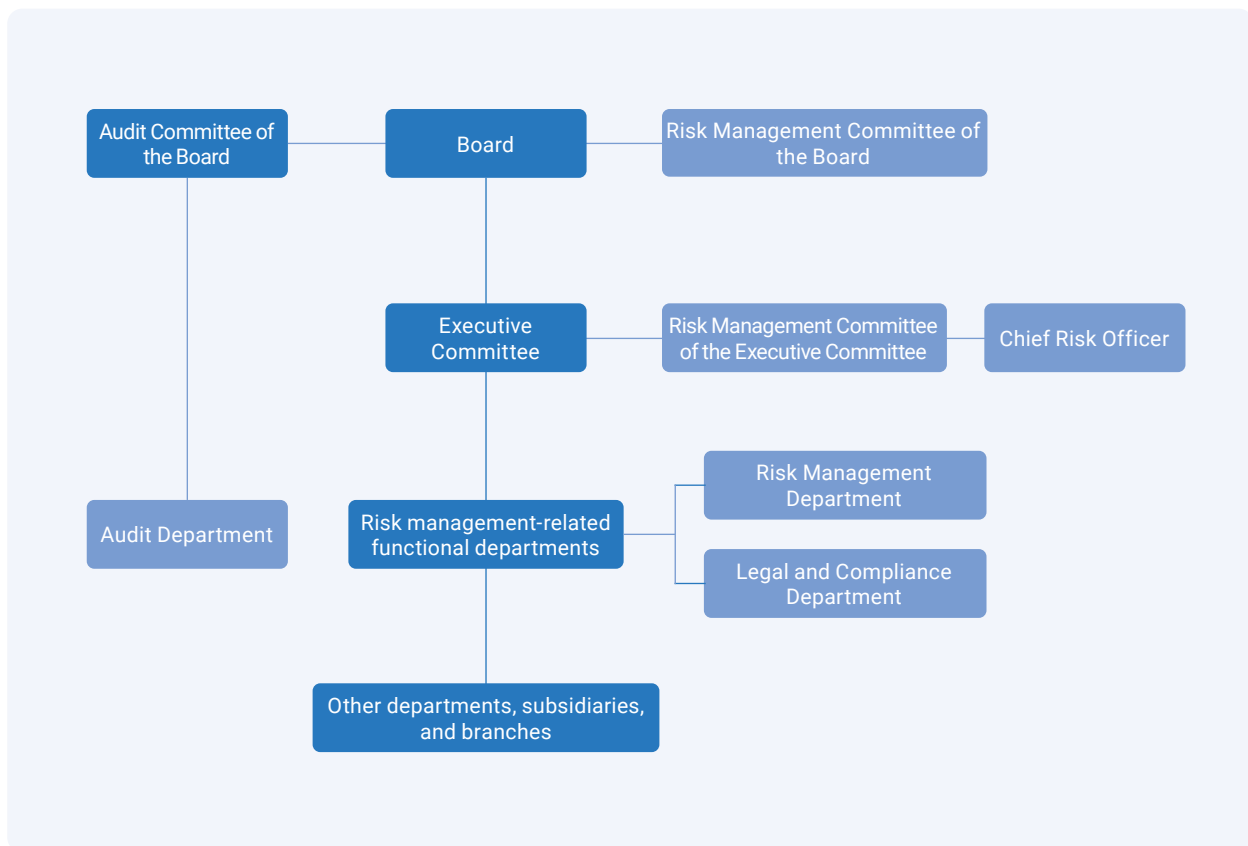 Audit Committee of
the Board
Board
Risk Management Committee of
the Board
Executive
Committee
Risk Management Committee
of the Executive Committee
Chief Risk Officer
Audit Department
Risk management-related
functional departments
Risk Management
Department
Legal and Compliance
Department
Other departments, subsidiaries,
and branches